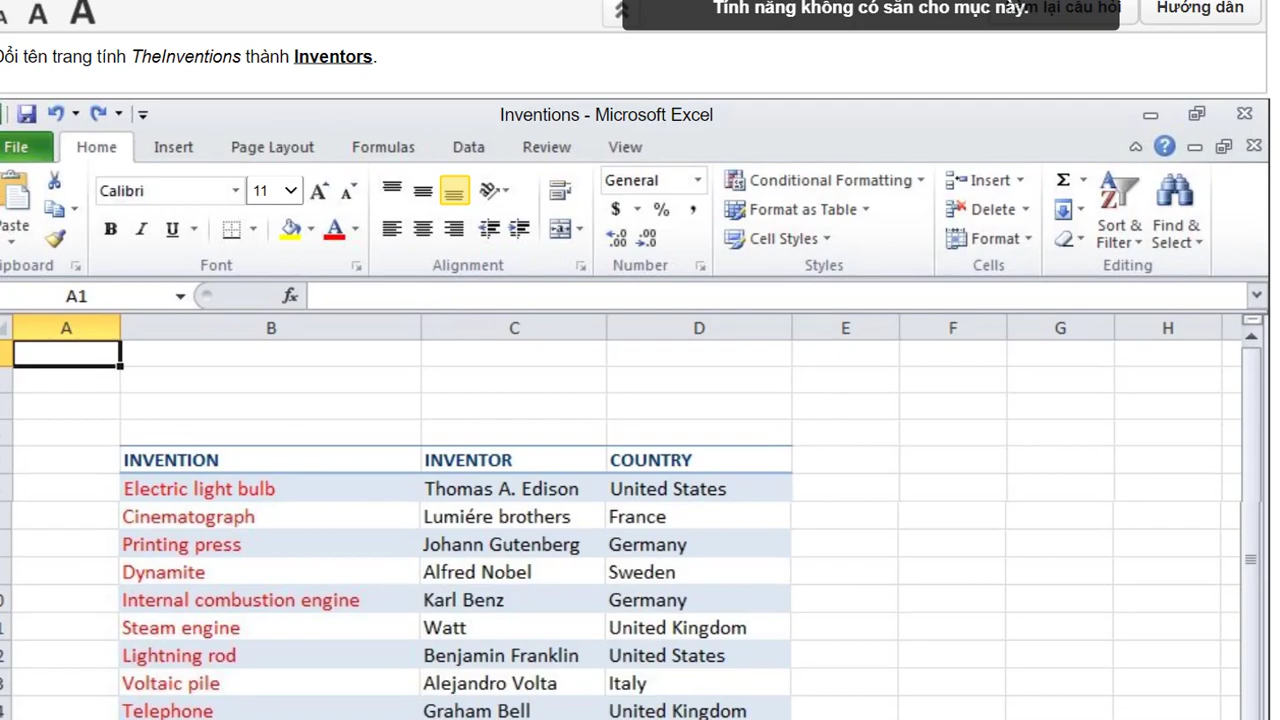 A A A
Tính năng không có sẵn cho mục này.
lại câu hỏi
Hướng dẫn
Đổi tên trang tính TheInventions thành Inventors.
Inventions - Microsoft Excel
File Home Insert Page Layout Formulas Data Review View
Calibri 11 General Conditional Formatting Insert Σ
B I U A $ % , Format as Table Delete Sort & Find &
Cell Styles Format Filter Select
Font Alignment Number Styles Cells Editing
A1 fx
A B C D E F G H
INVENTION INVENTOR COUNTRY
Electric light bulb Thomas A. Edison United States
Cinematograph Lumiére brothers France
Printing press Johann Gutenberg Germany
Dynamite Alfred Nobel Sweden
Internal combustion engine Karl Benz Germany
Steam engine Watt United Kingdom
Lightning rod Benjamin Franklin United States
Voltaic pile Alejandro Volta Italy
Telephone Graham Bell United Kingdom